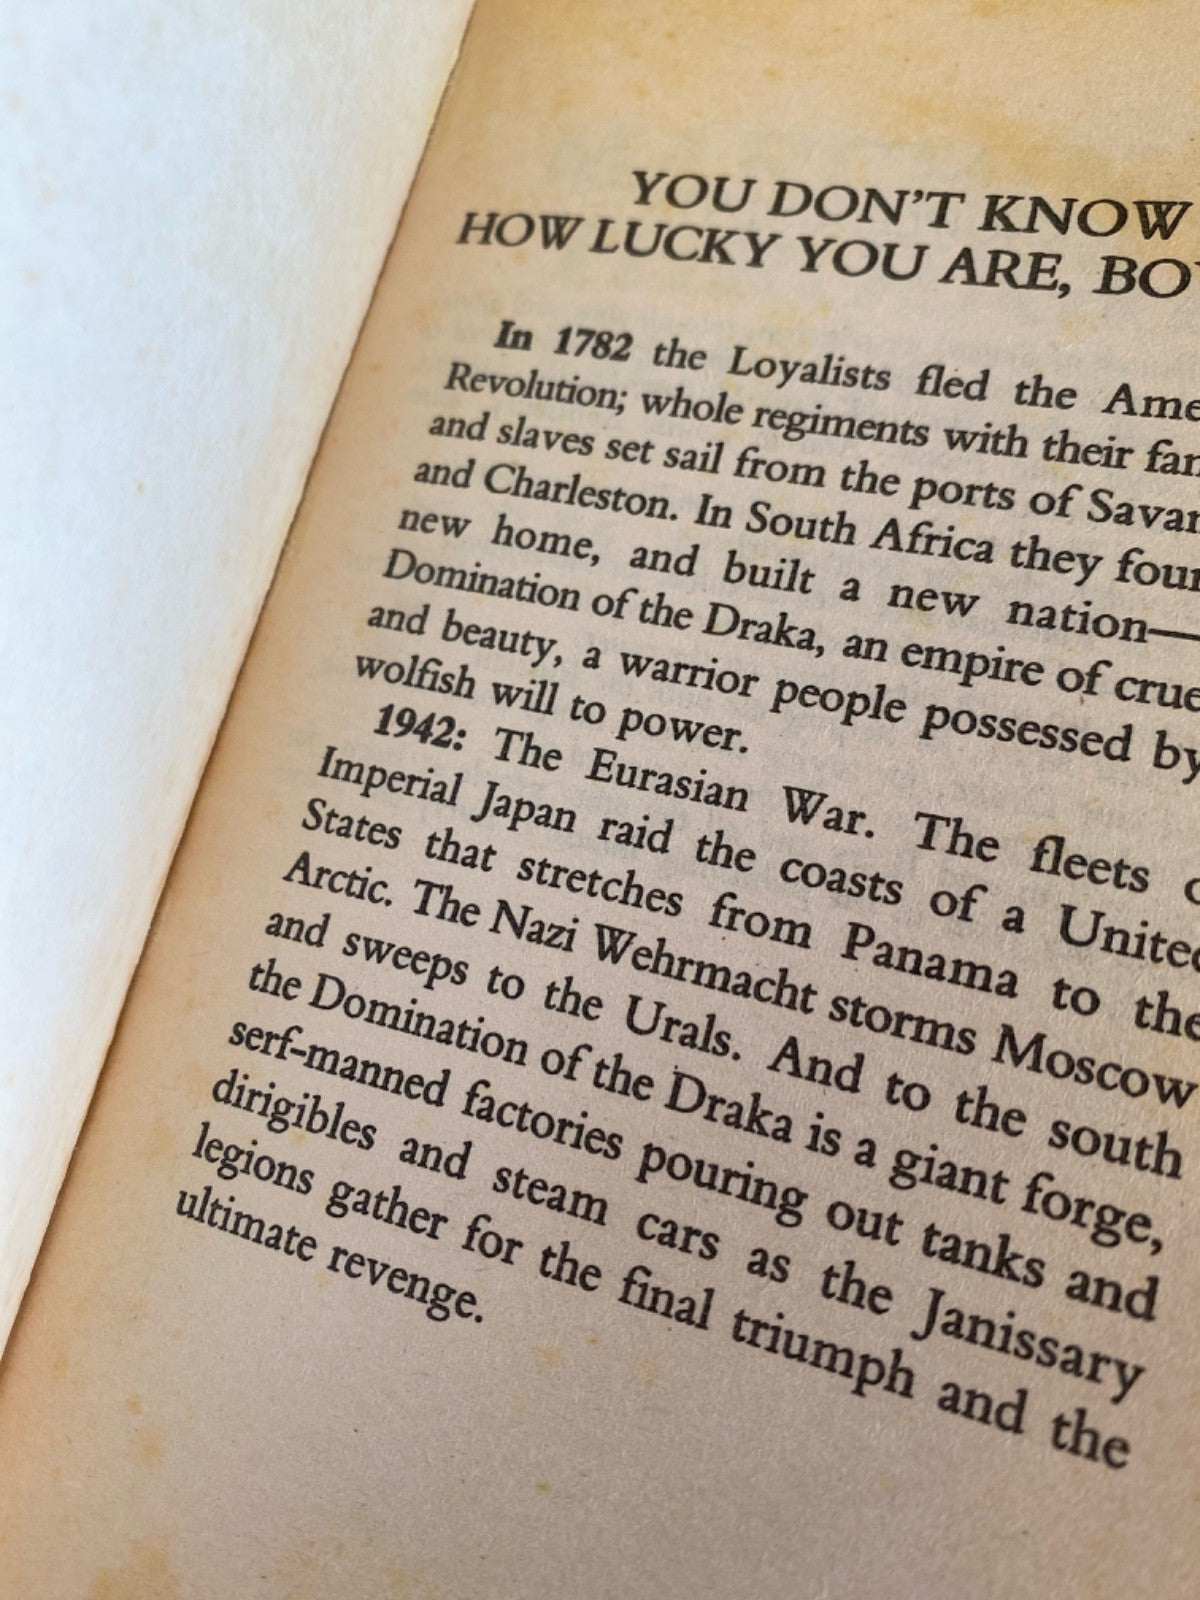 YOU DON'T KNOW
HOW LUCKY YOU ARE,
In 1782 the Loyalists fled the
Revolution; whole regiments with their
and slaves set sail from the ports of
and Charleston. In South Africa they
new home, and built a new nation—
Domination of the Draka, an empire of
and beauty, a warrior people possessed by
wolfish will to power.
1942: The Eurasian War. The fleets
Imperial Japan raid the coasts of a United
States that stretches from Panama to the
Arctic. The Nazi Wehrmacht storms Moscow
and sweeps to the Urals. And to the south
the Domination of the Draka is a giant forge,
serf-manned factories pouring out tanks and
dirigibles and steam cars as the Janissary
legions gather for the final triumph and the
ultimate revenge.